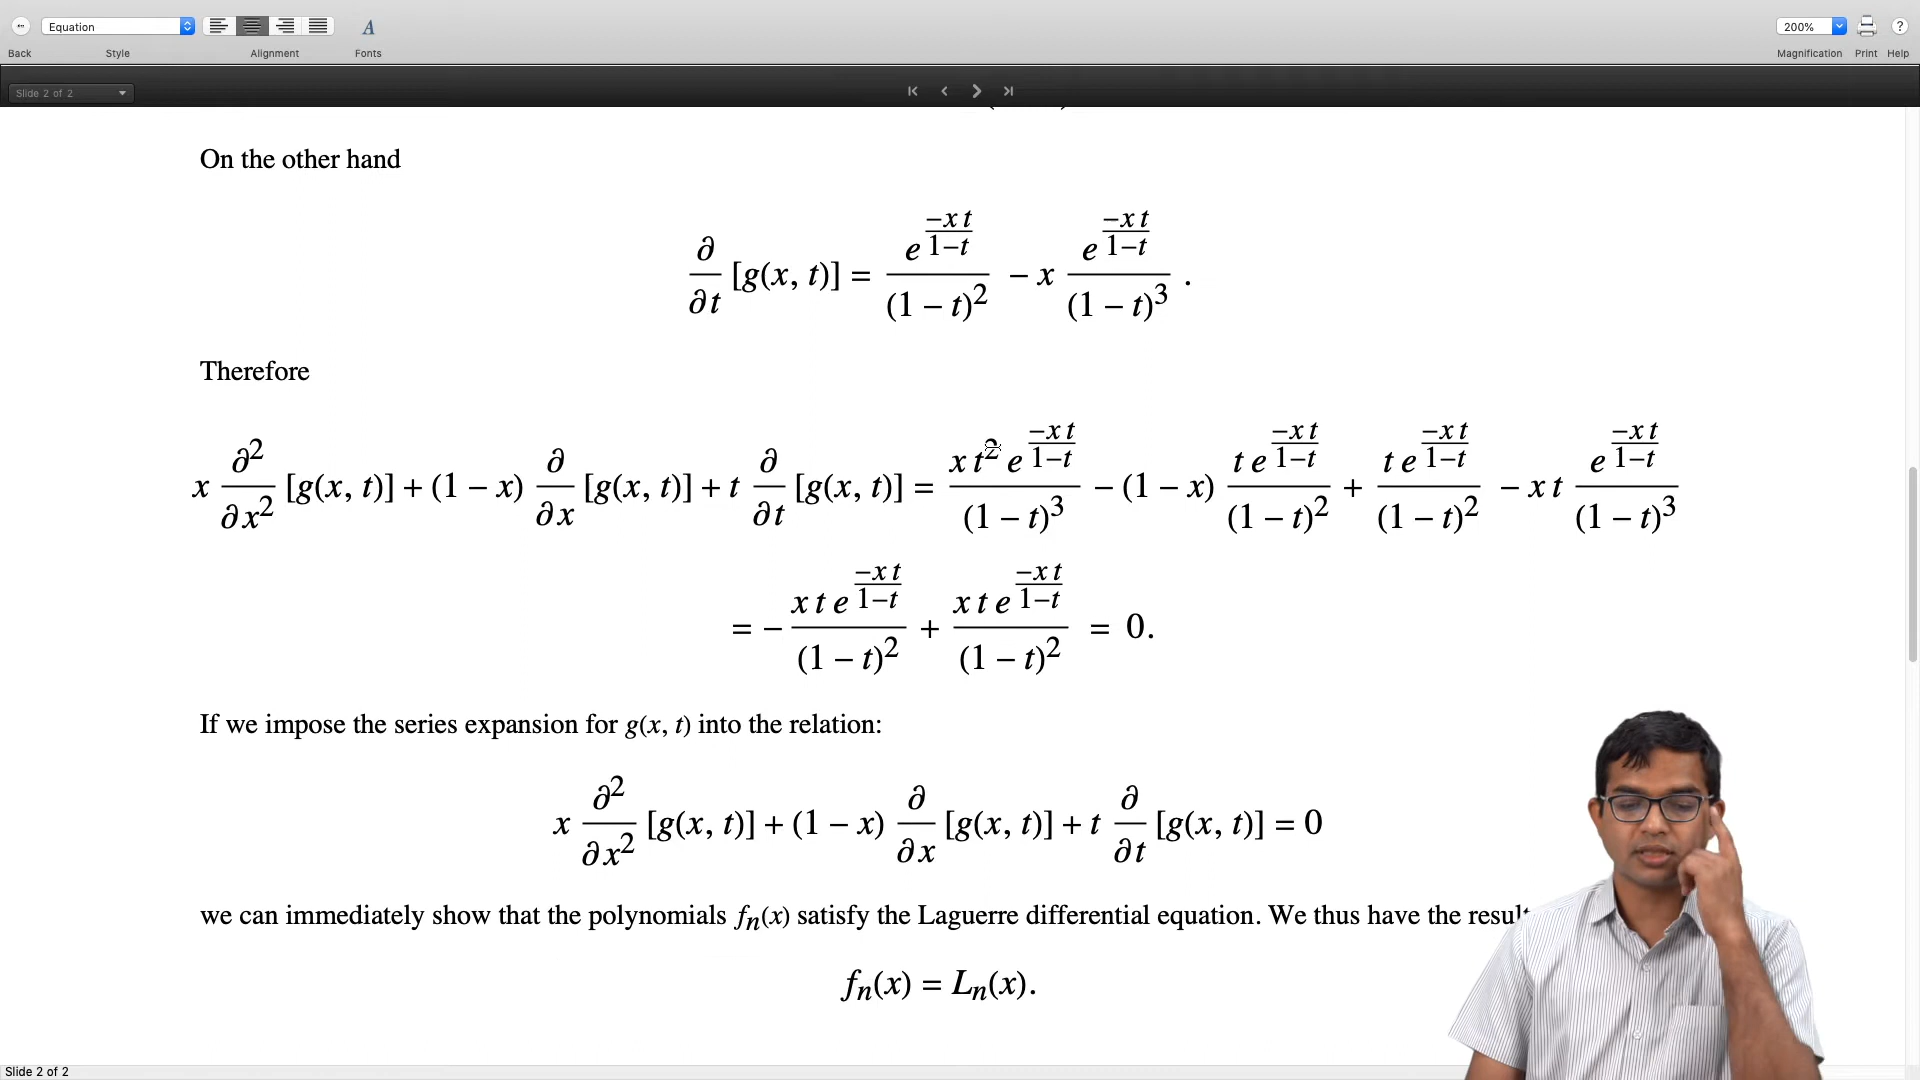 Equation
200%
Back
Style
Alignment
Fonts
Magnification
Print
Help
Slide 2 of 2
On the other hand
∂/∂t [g(x, t)] = e^(−x t/(1−t))/(1 − t)^2 − x e^(−x t/(1−t))/(1 − t)^3 .
Therefore
x ∂^2/∂x^2 [g(x, t)] + (1 − x) ∂/∂x [g(x, t)] + t ∂/∂t [g(x, t)] = x t^2 e^(−x t/(1−t))/(1 − t)^3 − (1 − x) t e^(−x t/(1−t))/(1 − t)^2 + t e^(−x t/(1−t))/(1 − t)^2 − x t e^(−x t/(1−t))/(1 − t)^3
= − x t e^(−x t/(1−t))/(1 − t)^2 + x t e^(−x t/(1−t))/(1 − t)^2 = 0.
If we impose the series expansion for g(x, t) into the relation:
x ∂^2/∂x^2 [g(x, t)] + (1 − x) ∂/∂x [g(x, t)] + t ∂/∂t [g(x, t)] = 0
we can immediately show that the polynomials f_n(x) satisfy the Laguerre differential equation. We thus have the result
f_n(x) = L_n(x).
Slide 2 of 2